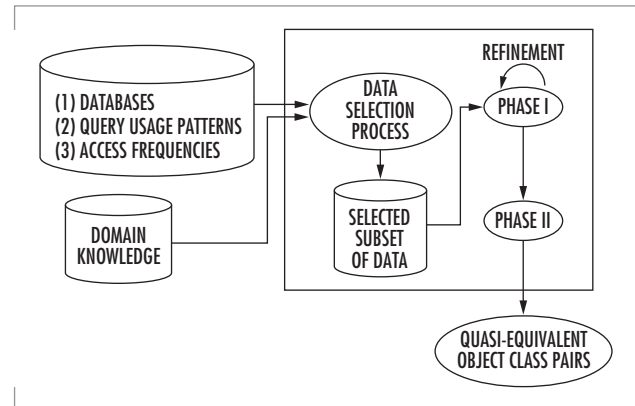 (1) DATABASES
(2) QUERY USAGE PATTERNS
(3) ACCESS FREQUENCIES
DOMAIN
KNOWLEDGE
DATA
SELECTION
PROCESS
SELECTED
SUBSET
OF DATA
REFINEMENT
PHASE I
PHASE II
QUASI-EQUIVALENT
OBJECT CLASS PAIRS